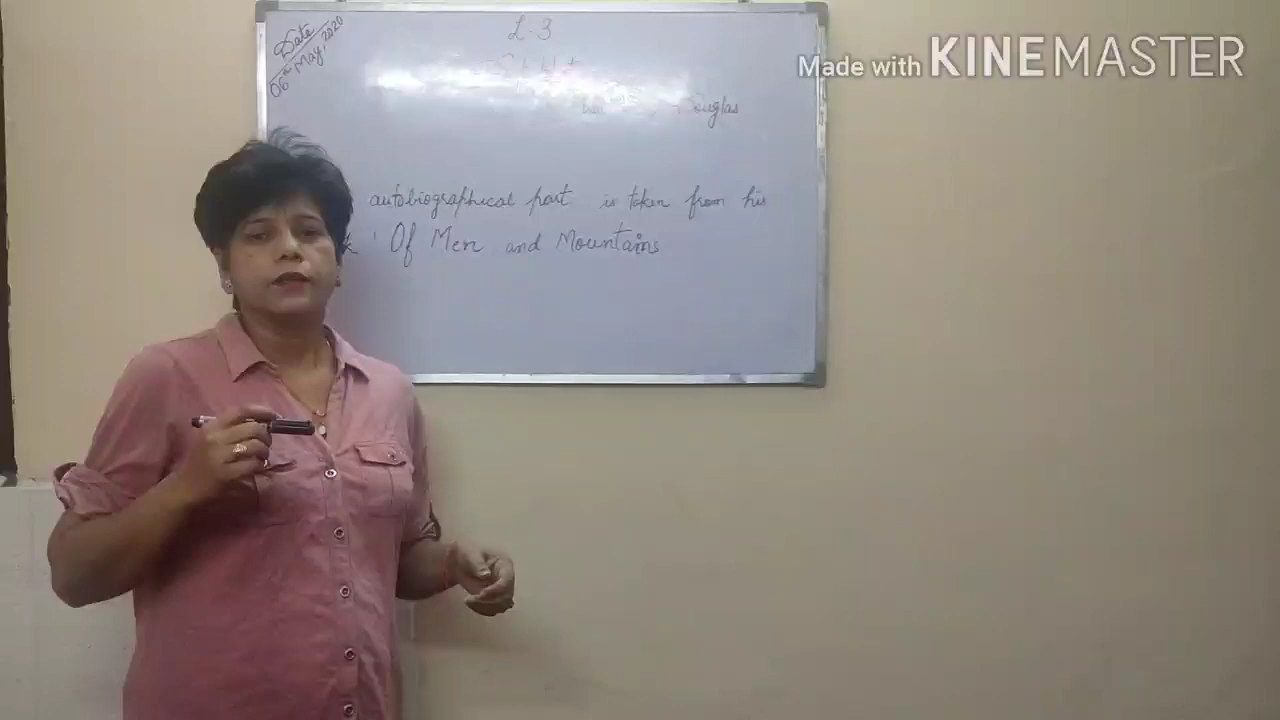 Date
06th May, 2020
L-3
Douglas
autobiographical part is taken from his
' Of Men and Mountains
Made with KINEMASTER